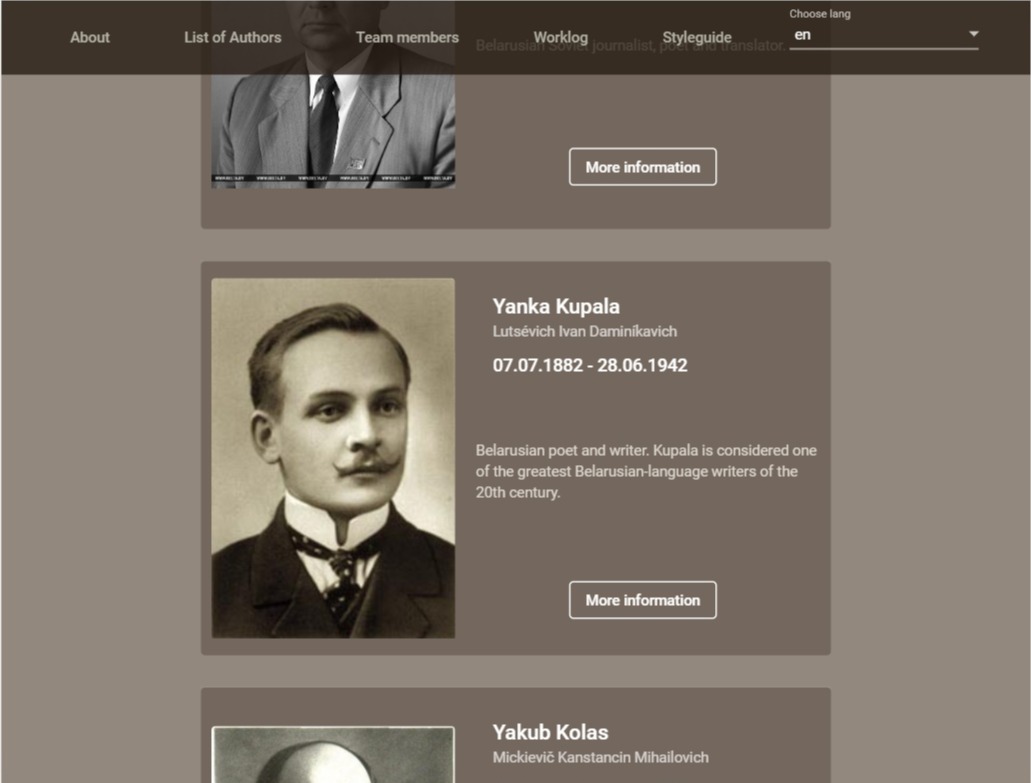 Choose lang
About
List of Authors
Team members
Worklog
Styleguide
en
Belarusian Soviet journalist, poet and translator.
More information
Yanka Kupala
Lutsévich Ivan Daminíkavich
07.07.1882 - 28.06.1942
Belarusian poet and writer. Kupala is considered one
of the greatest Belarusian-language writers of the
20th century.
More information
Yakub Kolas
Mickievič Kanstancin Mihailovich